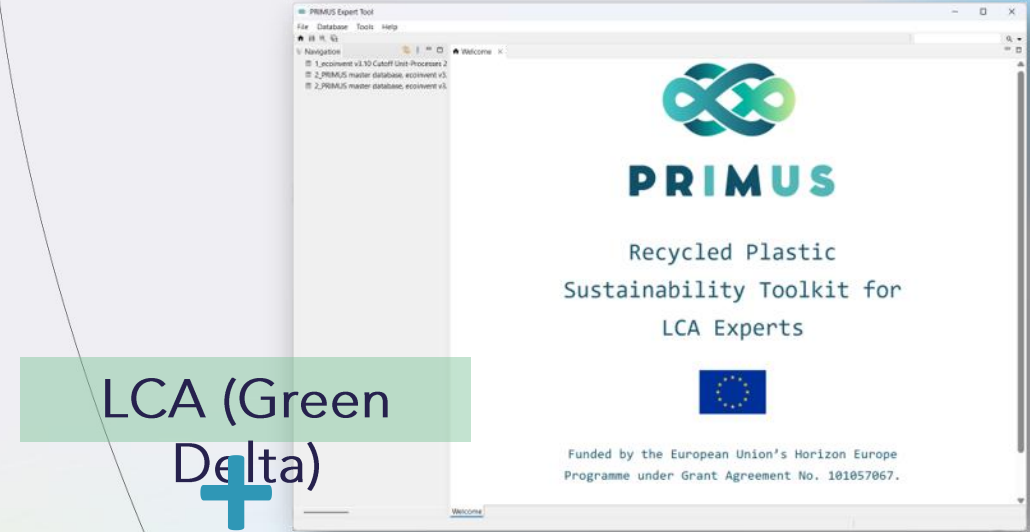 PRIMUS Expert Tool
File Database Tools Help
Navigation
Welcome
1_ecoinvent v3.10 Cutoff Unit-Processes 2
2_PRIMUS master database, ecoinvent v3.
2_PRIMUS master database, ecoinvent v3.
PRIMUS
Recycled Plastic
Sustainability Toolkit for
LCA Experts
LCA (Green
Delta)
Funded by the European Union's Horizon Europe
Programme under Grant Agreement No. 101057067.
Welcome